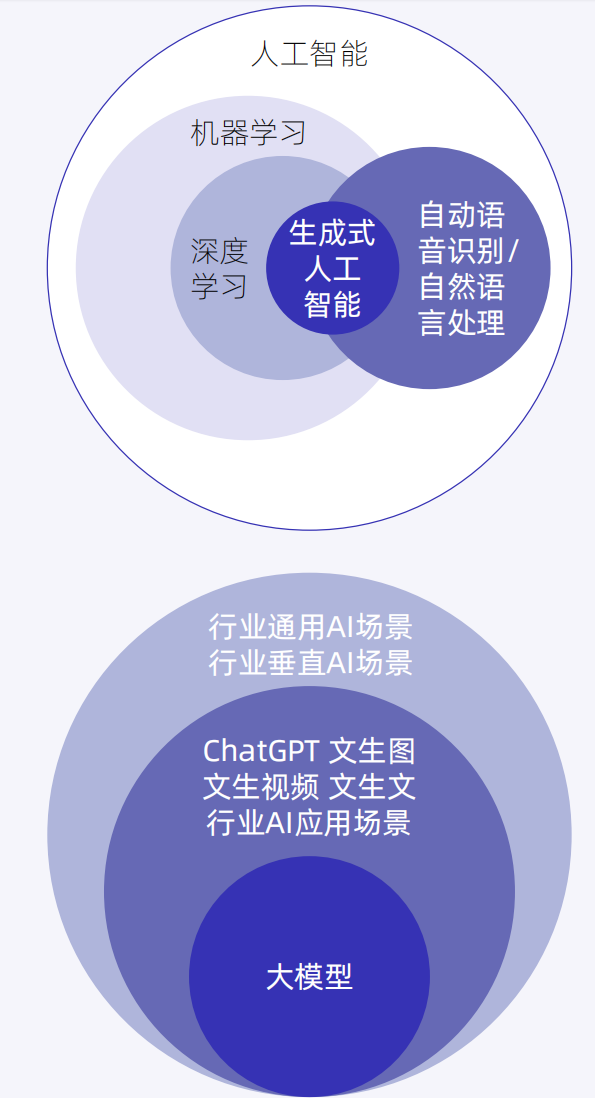 人工智能
机器学习
深度
学习
生成式
人工
智能
自动语
音识别/
自然语
言处理
行业通用AI场景
行业垂直AI场景
ChatGPT 文生图
文生视频 文生文
行业AI应用场景
大模型